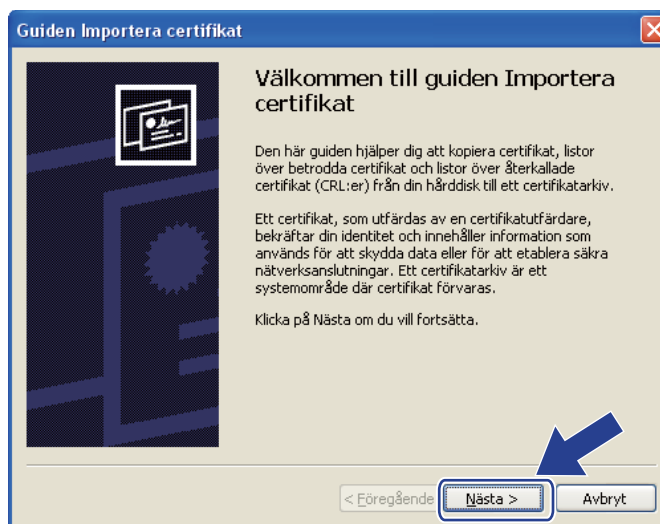 Guiden Importera certifikat
Välkommen till guiden Importera
certifikat
Den här guiden hjälper dig att kopiera certifikat, listor
över betrodda certifikat och listor över återkallade
certifikat (CRL:er) från din hårddisk till ett certifikatarkiv.
Ett certifikat, som utfärdas av en certifikatutfärdare,
bekräftar din identitet och innehåller information som
används för att skydda data eller för att etablera säkra
nätverksanslutningar. Ett certifikatarkiv är ett
systemområde där certifikat förvaras.
Klicka på Nästa om du vill fortsätta.
< Föregående Nästa > Avbryt